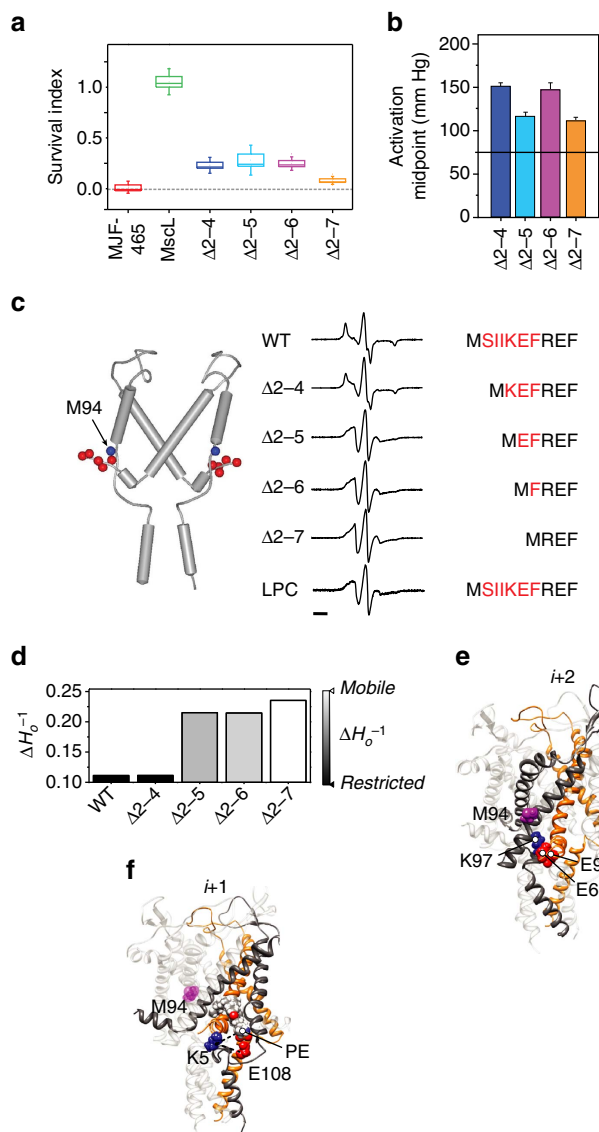 a
Survival index
1.0
0.5
0.0
MJF-465
MscL
Δ2–4
Δ2–5
Δ2–6
Δ2–7
b
Activation midpoint (mm Hg)
200
150
100
50
0
Δ2–4
Δ2–5
Δ2–6
Δ2–7
c
M94
WT
MSIIKEFREF
Δ2–4
MKEFREF
Δ2–5
MEFREF
Δ2–6
MFREF
Δ2–7
MREF
LPC
MSIIKEFREF
d
ΔHₒ⁻¹
0.25
0.20
0.15
0.10
WT
Δ2–4
Δ2–5
Δ2–6
Δ2–7
Mobile
ΔHₒ⁻¹
Restricted
e
i+2
M94
K97
E9
E6
f
i+1
M94
K5
PE
E108